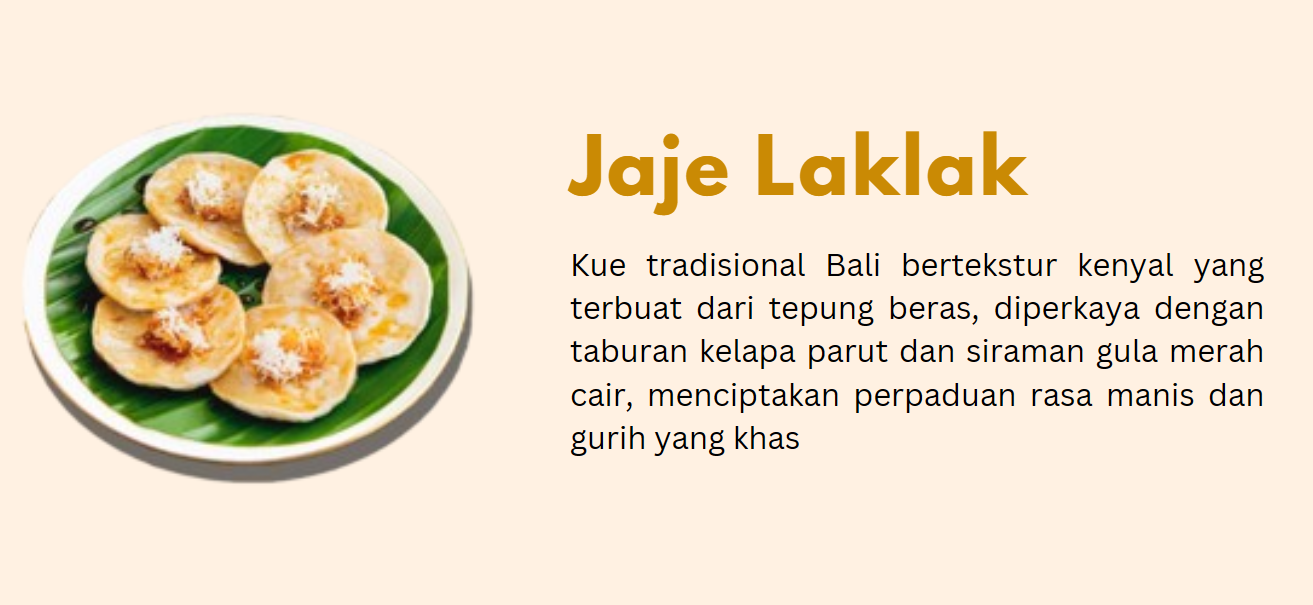 Jaje Laklak
Kue tradisional Bali bertekstur kenyal yang
terbuat dari tepung beras, diperkaya dengan
taburan kelapa parut dan siraman gula merah
cair, menciptakan perpaduan rasa manis dan
gurih yang khas